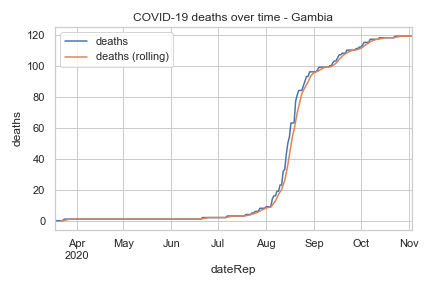 COVID-19 deaths over time - Gambia
deaths
deaths (rolling)
120
100
80
60
40
20
0
deaths
Apr May Jun Jul Aug Sep Oct Nov
2020
dateRep